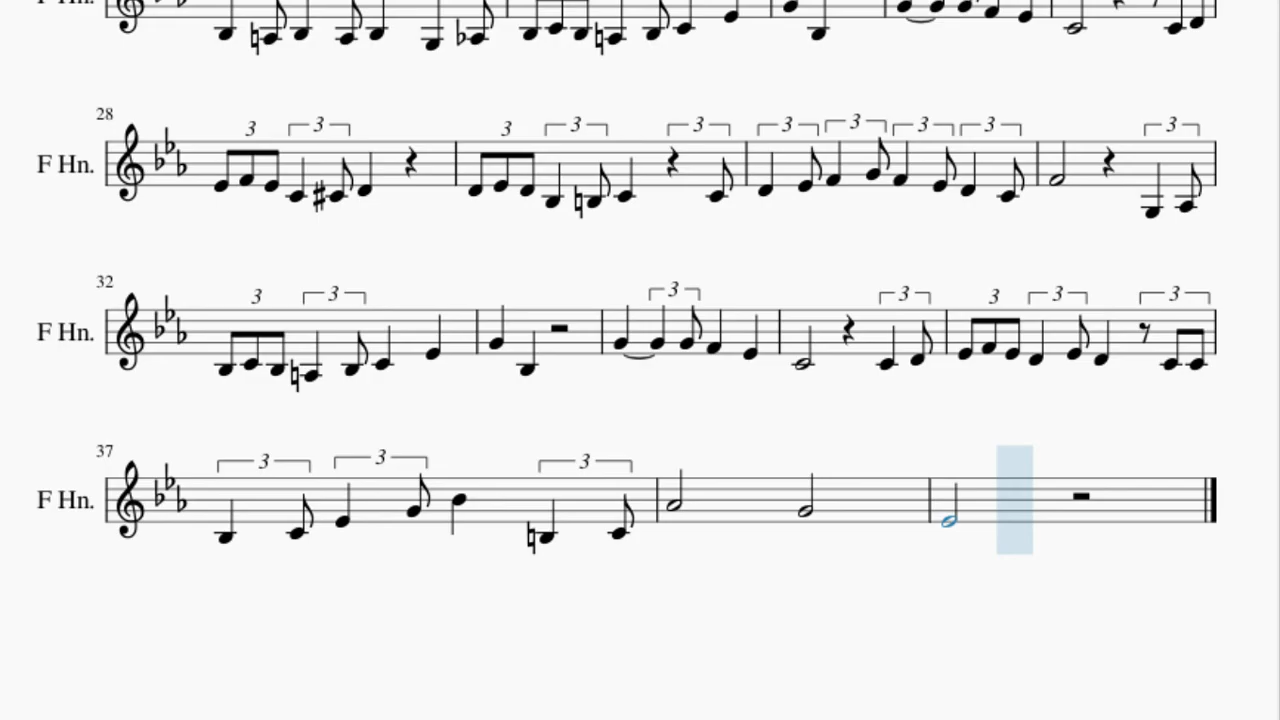 28
3 3 3 3 3 3 3 3 3 3
F Hn.
32
3 3 3 3 3 3 3
F Hn.
37
3 3 3
F Hn.